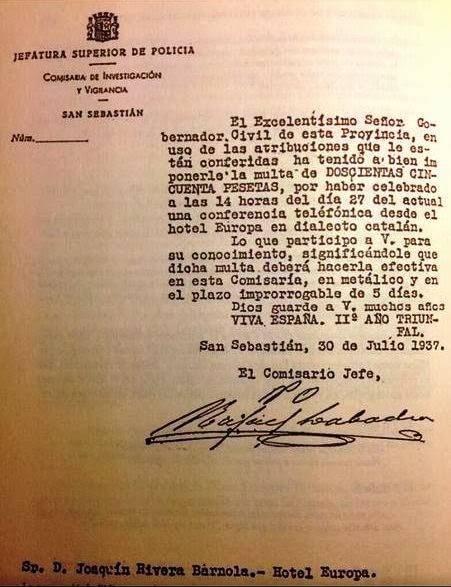 JEFATURA SUPERIOR DE POLICIA
COMISARIA DE INVESTIGACIÓN
Y VIGILANCIA
SAN SEBASTIÁN
Núm.
El Excelentísimo Señor Go-
bernador Civil de esta Provincia, en
uso de las atribuciones que le es-
tán conferidas ha tenido a bien im
ponerle la multa de DOSCIENTAS CIN-
CUENTA PESETAS, por haber celebrado
a las 14 horas del día 27 del actual
una conferencia telefónica desde el
hotel Europa en dialecto catalán.
Lo que participo a V. para
su conocimiento, significándole que
dicha multa deberá hacerla efectiva
en esta Comisaría, en metálico y en
el plazo improrrogable de 5 días.
Dios guarde a V. muchos años
VIVA ESPAÑA. IIº AÑO TRIUN-
FAL.
San Sebastián, 30 de Julio 1937.
El Comisario Jefe,
Sr. D. Joaquín Rivera Bárnola.- Hotel Europa.